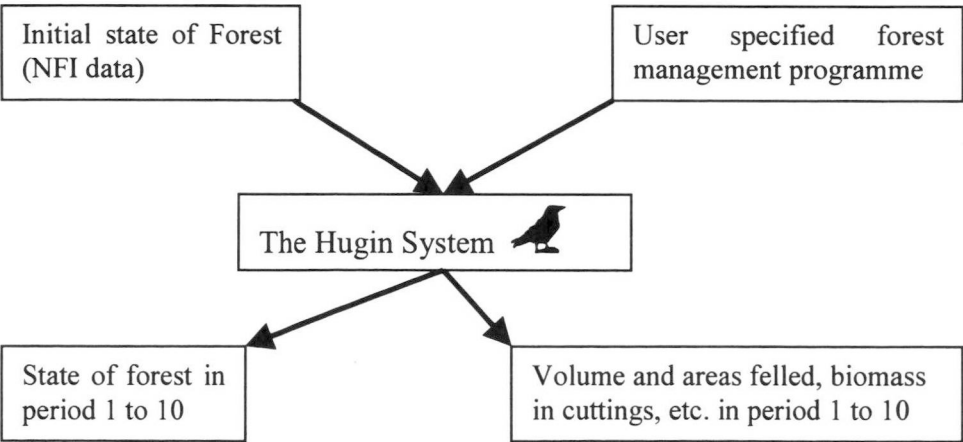 Initial state of Forest
(NFI data)
User specified forest
management programme
The Hugin System
State of forest in
period 1 to 10
Volume and areas felled, biomass
in cuttings, etc. in period 1 to 10